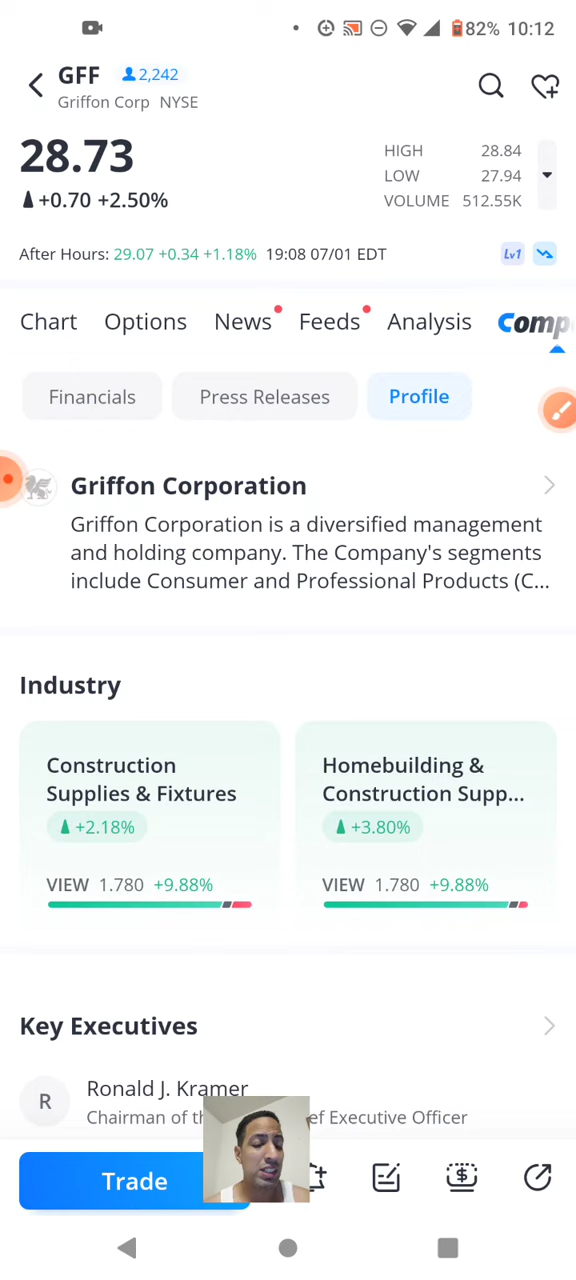 82% 10:12
GFF 2,242
Griffon Corp NYSE
28.73
+0.70 +2.50%
HIGH 28.84
LOW 27.94
VOLUME 512.55K
After Hours: 29.07 +0.34 +1.18% 19:08 07/01 EDT
Lv1
Chart Options News Feeds Analysis Comp
Financials Press Releases Profile
Griffon Corporation
Griffon Corporation is a diversified management
and holding company. The Company's segments
include Consumer and Professional Products (C...
Industry
Construction
Supplies & Fixtures
+2.18%
VIEW 1.780 +9.88%
Homebuilding &
Construction Supp...
+3.80%
VIEW 1.780 +9.88%
Key Executives
R
Ronald J. Kramer
Chairman of th ef Executive Officer
Trade